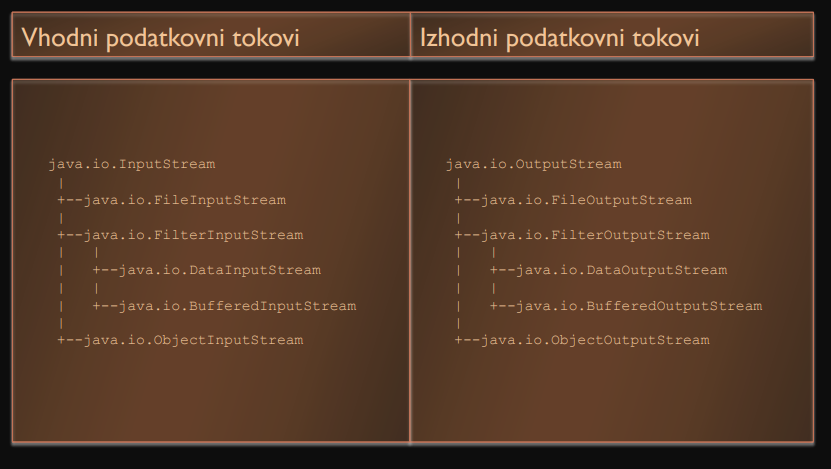 Vhodni podatkovni tokovi
Izhodni podatkovni tokovi
java.io.InputStream
|
+--java.io.FileInputStream
|
+--java.io.FilterInputStream
|   |
|   +--java.io.DataInputStream
|   |
|   +--java.io.BufferedInputStream
|
+--java.io.ObjectInputStream
java.io.OutputStream
|
+--java.io.FileOutputStream
|
+--java.io.FilterOutputStream
|   |
|   +--java.io.DataOutputStream
|   |
|   +--java.io.BufferedOutputStream
|
+--java.io.ObjectOutputStream